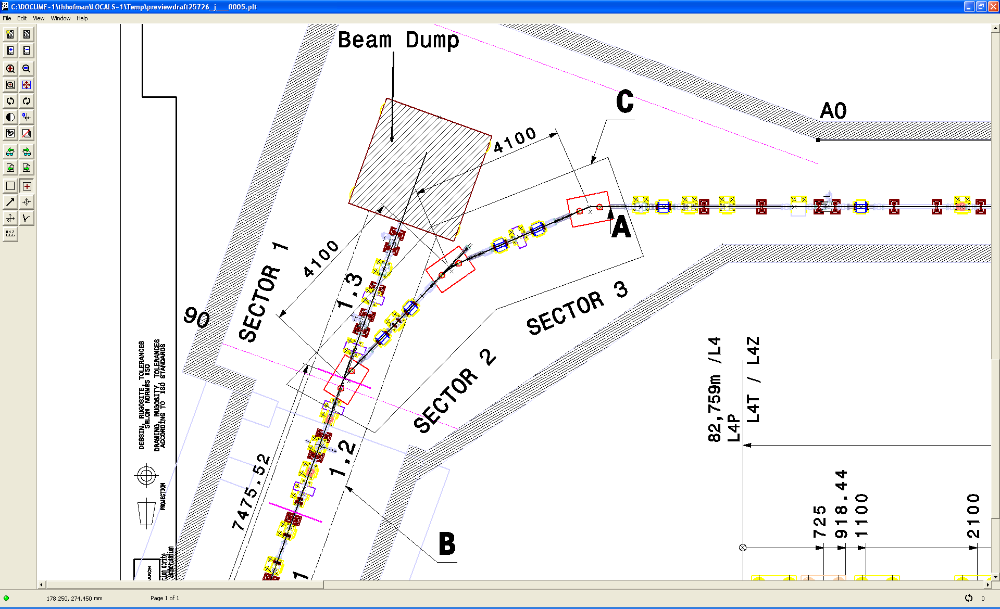 C:\DOCUME~1\thhofman\LOCALS~1\Temp\previewdraft25726_j___0005.plt
File Edit View Window Help
Beam Dump
C
A0
4100
A
4100
SECTOR 1
1.3
90
SECTOR 3
SECTOR 2
DESSIN, RUGOSITE, TOLERANCES
SELON NORMES ISO
DRAWING, RUGOSITY, TOLERANCES
ACCORDING TO ISO STANDARDS
82,759m /L4
L4P
L4T / L4Z
1.2
7475.52
PROJECTION
B
725
918.44
1100
2100
1
178.250, 274.450 mm
Page 1 of 1
0